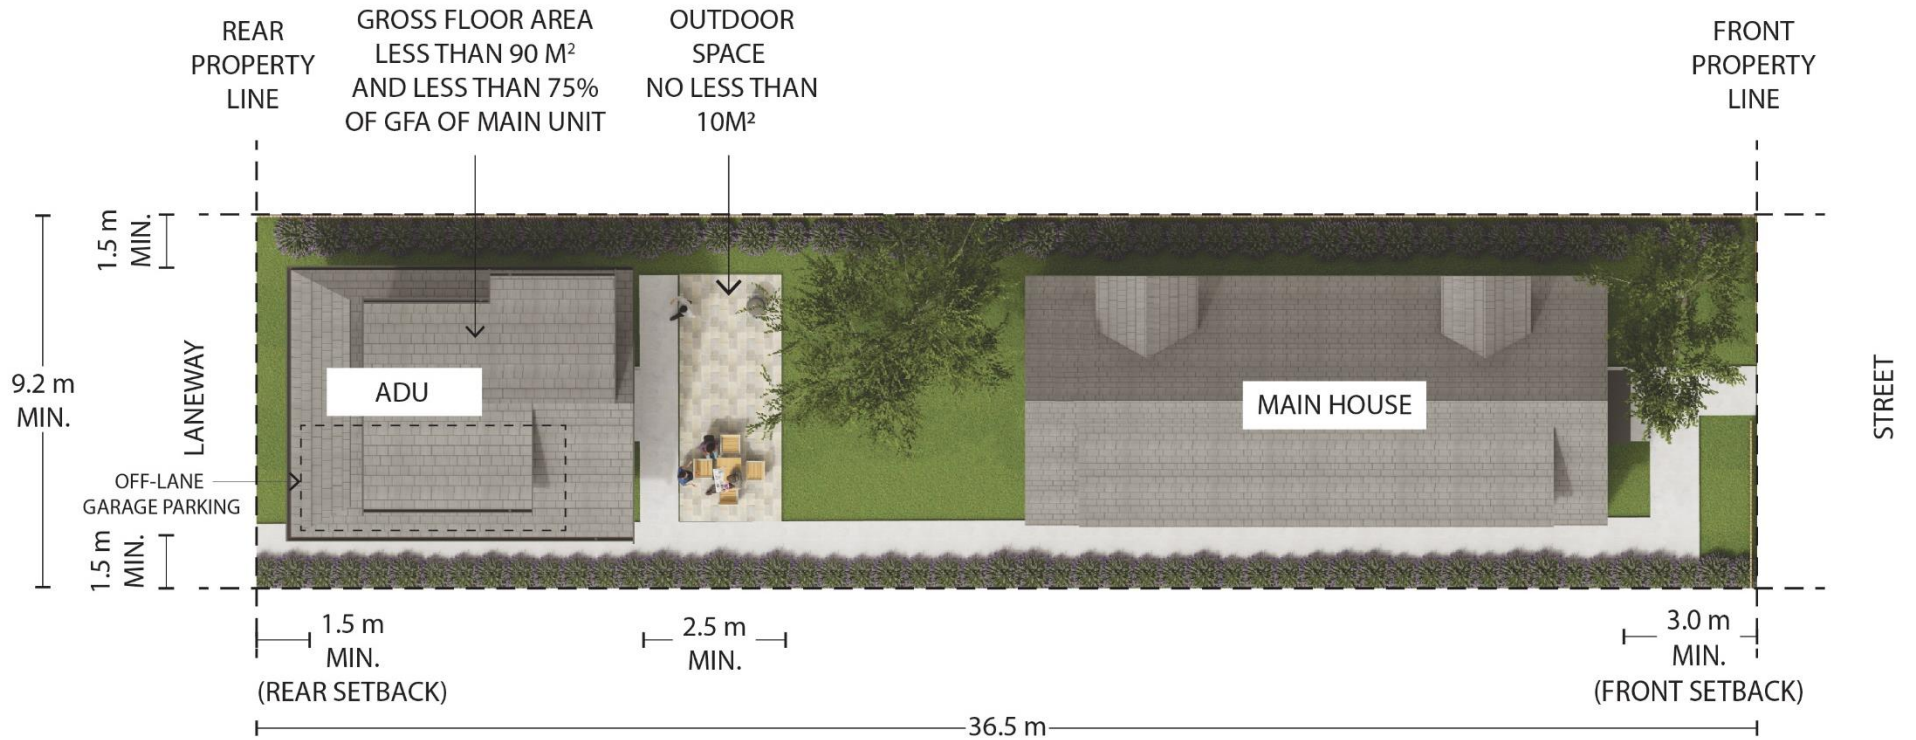 REAR
PROPERTY
LINE
GROSS FLOOR AREA
LESS THAN 90 M²
AND LESS THAN 75%
OF GFA OF MAIN UNIT
OUTDOOR
SPACE
NO LESS THAN
10M²
FRONT
PROPERTY
LINE
1.5 m
MIN.
9.2 m
MIN.
LANEWAY
ADU
MAIN HOUSE
STREET
OFF-LANE
GARAGE PARKING
1.5 m
MIN.
1.5 m
MIN.
(REAR SETBACK)
2.5 m
MIN.
3.0 m
MIN.
(FRONT SETBACK)
36.5 m